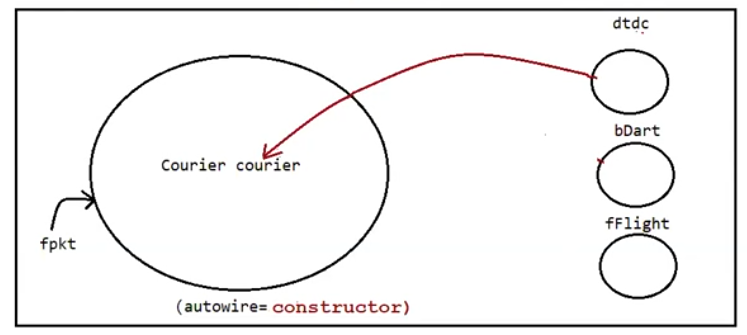 dtdc
bDart
Courier courier
fFlight
fpkt
(autowire= constructor)